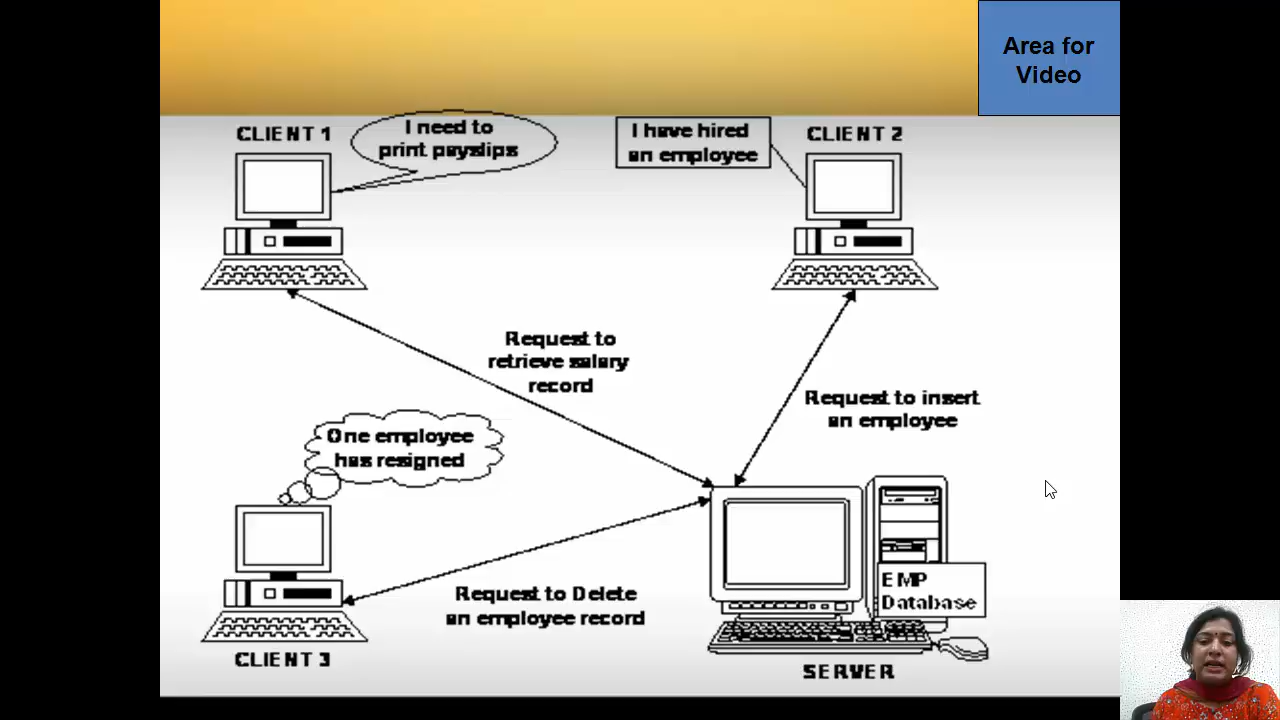 Area for
Video
CLIENT 1
I need to
print payslips
I have hired
an employee
CLIENT 2
Request to
retrieve salary
record
Request to insert
an employee
One employee
has resigned
Request to Delete
an employee record
EMP
Database
CLIENT 3
SERVER